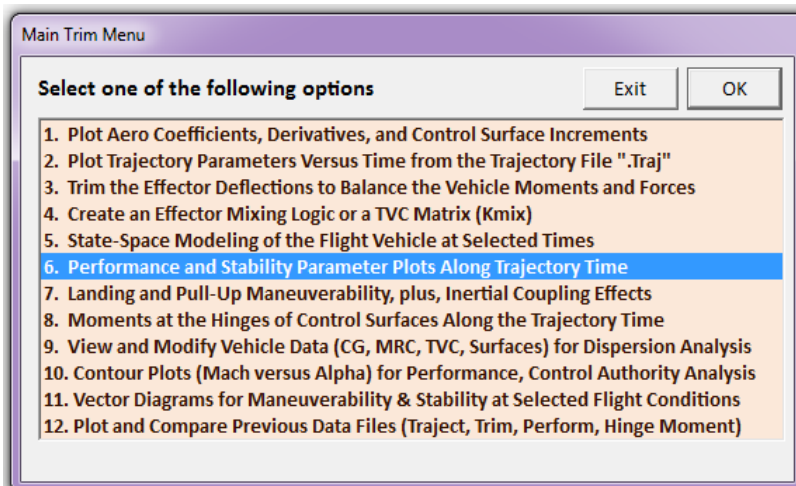 Main Trim Menu
Select one of the following options
Exit
OK
1. Plot Aero Coefficients, Derivatives, and Control Surface Increments
2. Plot Trajectory Parameters Versus Time from the Trajectory File ".Traj"
3. Trim the Effector Deflections to Balance the Vehicle Moments and Forces
4. Create an Effector Mixing Logic or a TVC Matrix (Kmix)
5. State-Space Modeling of the Flight Vehicle at Selected Times
6. Performance and Stability Parameter Plots Along Trajectory Time
7. Landing and Pull-Up Maneuverability, plus, Inertial Coupling Effects
8. Moments at the Hinges of Control Surfaces Along the Trajectory Time
9. View and Modify Vehicle Data (CG, MRC, TVC, Surfaces) for Dispersion Analysis
10. Contour Plots (Mach versus Alpha) for Performance, Control Authority Analysis
11. Vector Diagrams for Maneuverability & Stability at Selected Flight Conditions
12. Plot and Compare Previous Data Files (Traject, Trim, Perform, Hinge Moment)